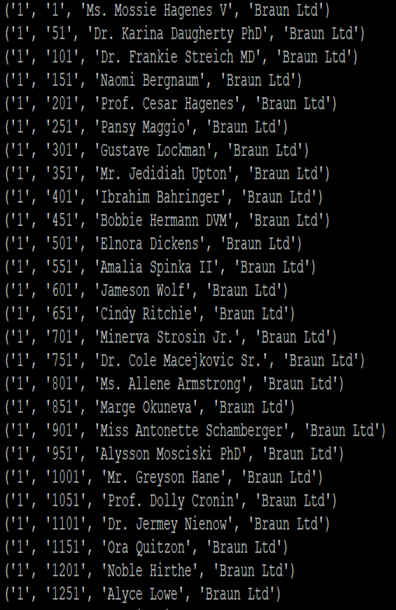 ('1', '1', 'Ms. Mossie Hagenes V', 'Braun Ltd')
('1', '51', 'Dr. Karina Daugherty PhD', 'Braun Ltd')
('1', '101', 'Dr. Frankie Streich MD', 'Braun Ltd')
('1', '151', 'Naomi Bergnaum', 'Braun Ltd')
('1', '201', 'Prof. Cesar Hagenes', 'Braun Ltd')
('1', '251', 'Pansy Maggio', 'Braun Ltd')
('1', '301', 'Gustave Lockman', 'Braun Ltd')
('1', '351', 'Mr. Jedidiah Upton', 'Braun Ltd')
('1', '401', 'Ibrahim Bahringer', 'Braun Ltd')
('1', '451', 'Bobbie Hermann DVM', 'Braun Ltd')
('1', '501', 'Elnora Dickens', 'Braun Ltd')
('1', '551', 'Amalia Spinka II', 'Braun Ltd')
('1', '601', 'Jameson Wolf', 'Braun Ltd')
('1', '651', 'Cindy Ritchie', 'Braun Ltd')
('1', '701', 'Minerva Strosin Jr.', 'Braun Ltd')
('1', '751', 'Dr. Cole Macejkovic Sr.', 'Braun Ltd')
('1', '801', 'Ms. Allene Armstrong', 'Braun Ltd')
('1', '851', 'Marge Okuneva', 'Braun Ltd')
('1', '901', 'Miss Antonette Schamberger', 'Braun Ltd')
('1', '951', 'Alysson Mosciski PhD', 'Braun Ltd')
('1', '1001', 'Mr. Greyson Hane', 'Braun Ltd')
('1', '1051', 'Prof. Dolly Cronin', 'Braun Ltd')
('1', '1101', 'Dr. Jermey Nienow', 'Braun Ltd')
('1', '1151', 'Ora Quitzon', 'Braun Ltd')
('1', '1201', 'Noble Hirthe', 'Braun Ltd')
('1', '1251', 'Alyce Lowe', 'Braun Ltd')